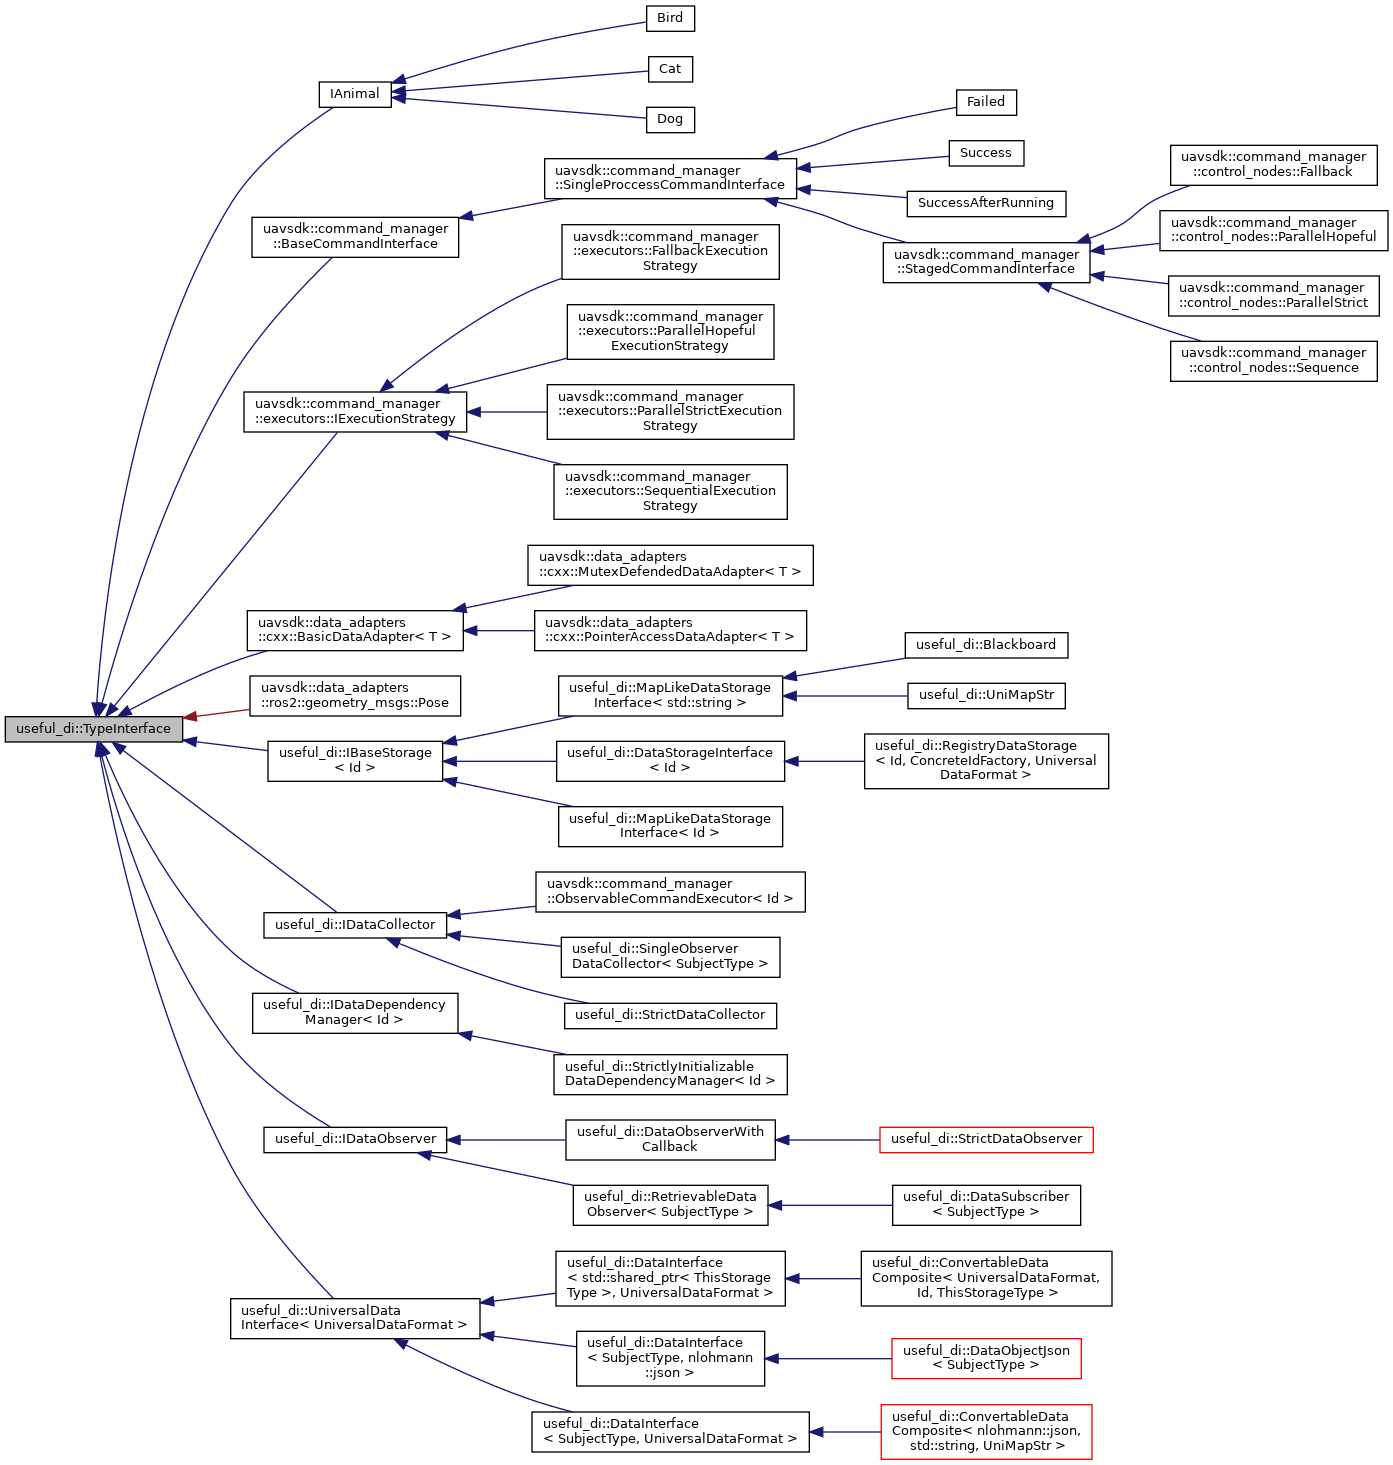 Bird
Cat
Dog
IAnimal
Failed
Success
SuccessAfterRunning
uavsdk::command_manager
::SingleProccessCommandInterface
uavsdk::command_manager
::BaseCommandInterface
uavsdk::command_manager
::StagedCommandInterface
uavsdk::command_manager
::control_nodes::Fallback
uavsdk::command_manager
::control_nodes::ParallelHopeful
uavsdk::command_manager
::control_nodes::ParallelStrict
uavsdk::command_manager
::control_nodes::Sequence
uavsdk::command_manager
::executors::FallbackExecution
Strategy
uavsdk::command_manager
::executors::ParallelHopeful
ExecutionStrategy
uavsdk::command_manager
::executors::IExecutionStrategy
uavsdk::command_manager
::executors::ParallelStrictExecution
Strategy
uavsdk::command_manager
::executors::SequentialExecution
Strategy
uavsdk::data_adapters
::cxx::MutexDefendedDataAdapter< T >
uavsdk::data_adapters
::cxx::BasicDataAdapter< T >
uavsdk::data_adapters
::cxx::PointerAccessDataAdapter< T >
uavsdk::data_adapters
::ros2::geometry_msgs::Pose
useful_di::TypeInterface
useful_di::MapLikeDataStorage
Interface< std::string >
useful_di::Blackboard
useful_di::UniMapStr
useful_di::IBaseStorage
< Id >
useful_di::DataStorageInterface
< Id >
useful_di::RegistryDataStorage
< Id, ConcreteIdFactory, Universal
DataFormat >
useful_di::MapLikeDataStorage
Interface< Id >
uavsdk::command_manager
::ObservableCommandExecutor< Id >
useful_di::IDataCollector
useful_di::SingleObserver
DataCollector< SubjectType >
useful_di::StrictDataCollector
useful_di::IDataDependency
Manager< Id >
useful_di::StrictlyInitializable
DataDependencyManager< Id >
useful_di::IDataObserver
useful_di::DataObserverWith
Callback
useful_di::StrictDataObserver
useful_di::RetrievableData
Observer< SubjectType >
useful_di::DataSubscriber
< SubjectType >
useful_di::DataInterface
< std::shared_ptr< ThisStorage
Type >, UniversalDataFormat >
useful_di::ConvertableData
Composite< UniversalDataFormat,
Id, ThisStorageType >
useful_di::UniversalData
Interface< UniversalDataFormat >
useful_di::DataInterface
< SubjectType, nlohmann
::json >
useful_di::DataObjectJson
< SubjectType >
useful_di::DataInterface
< SubjectType, UniversalDataFormat >
useful_di::ConvertableData
Composite< nlohmann::json,
std::string, UniMapStr >